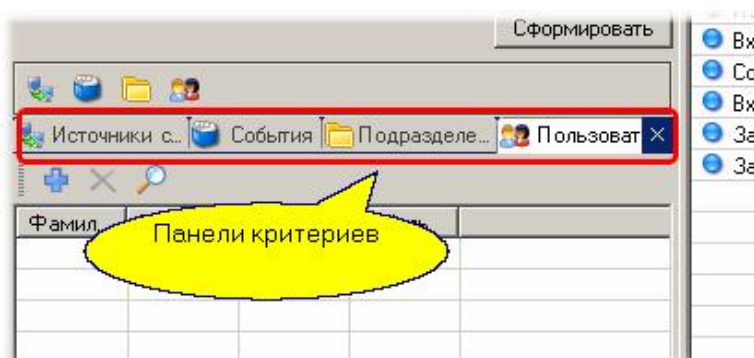 Сформировать
Вх
Со
Вх
За
За
Источники с...
События
Подразделе...
Пользоват
Фамил
Панели критериев